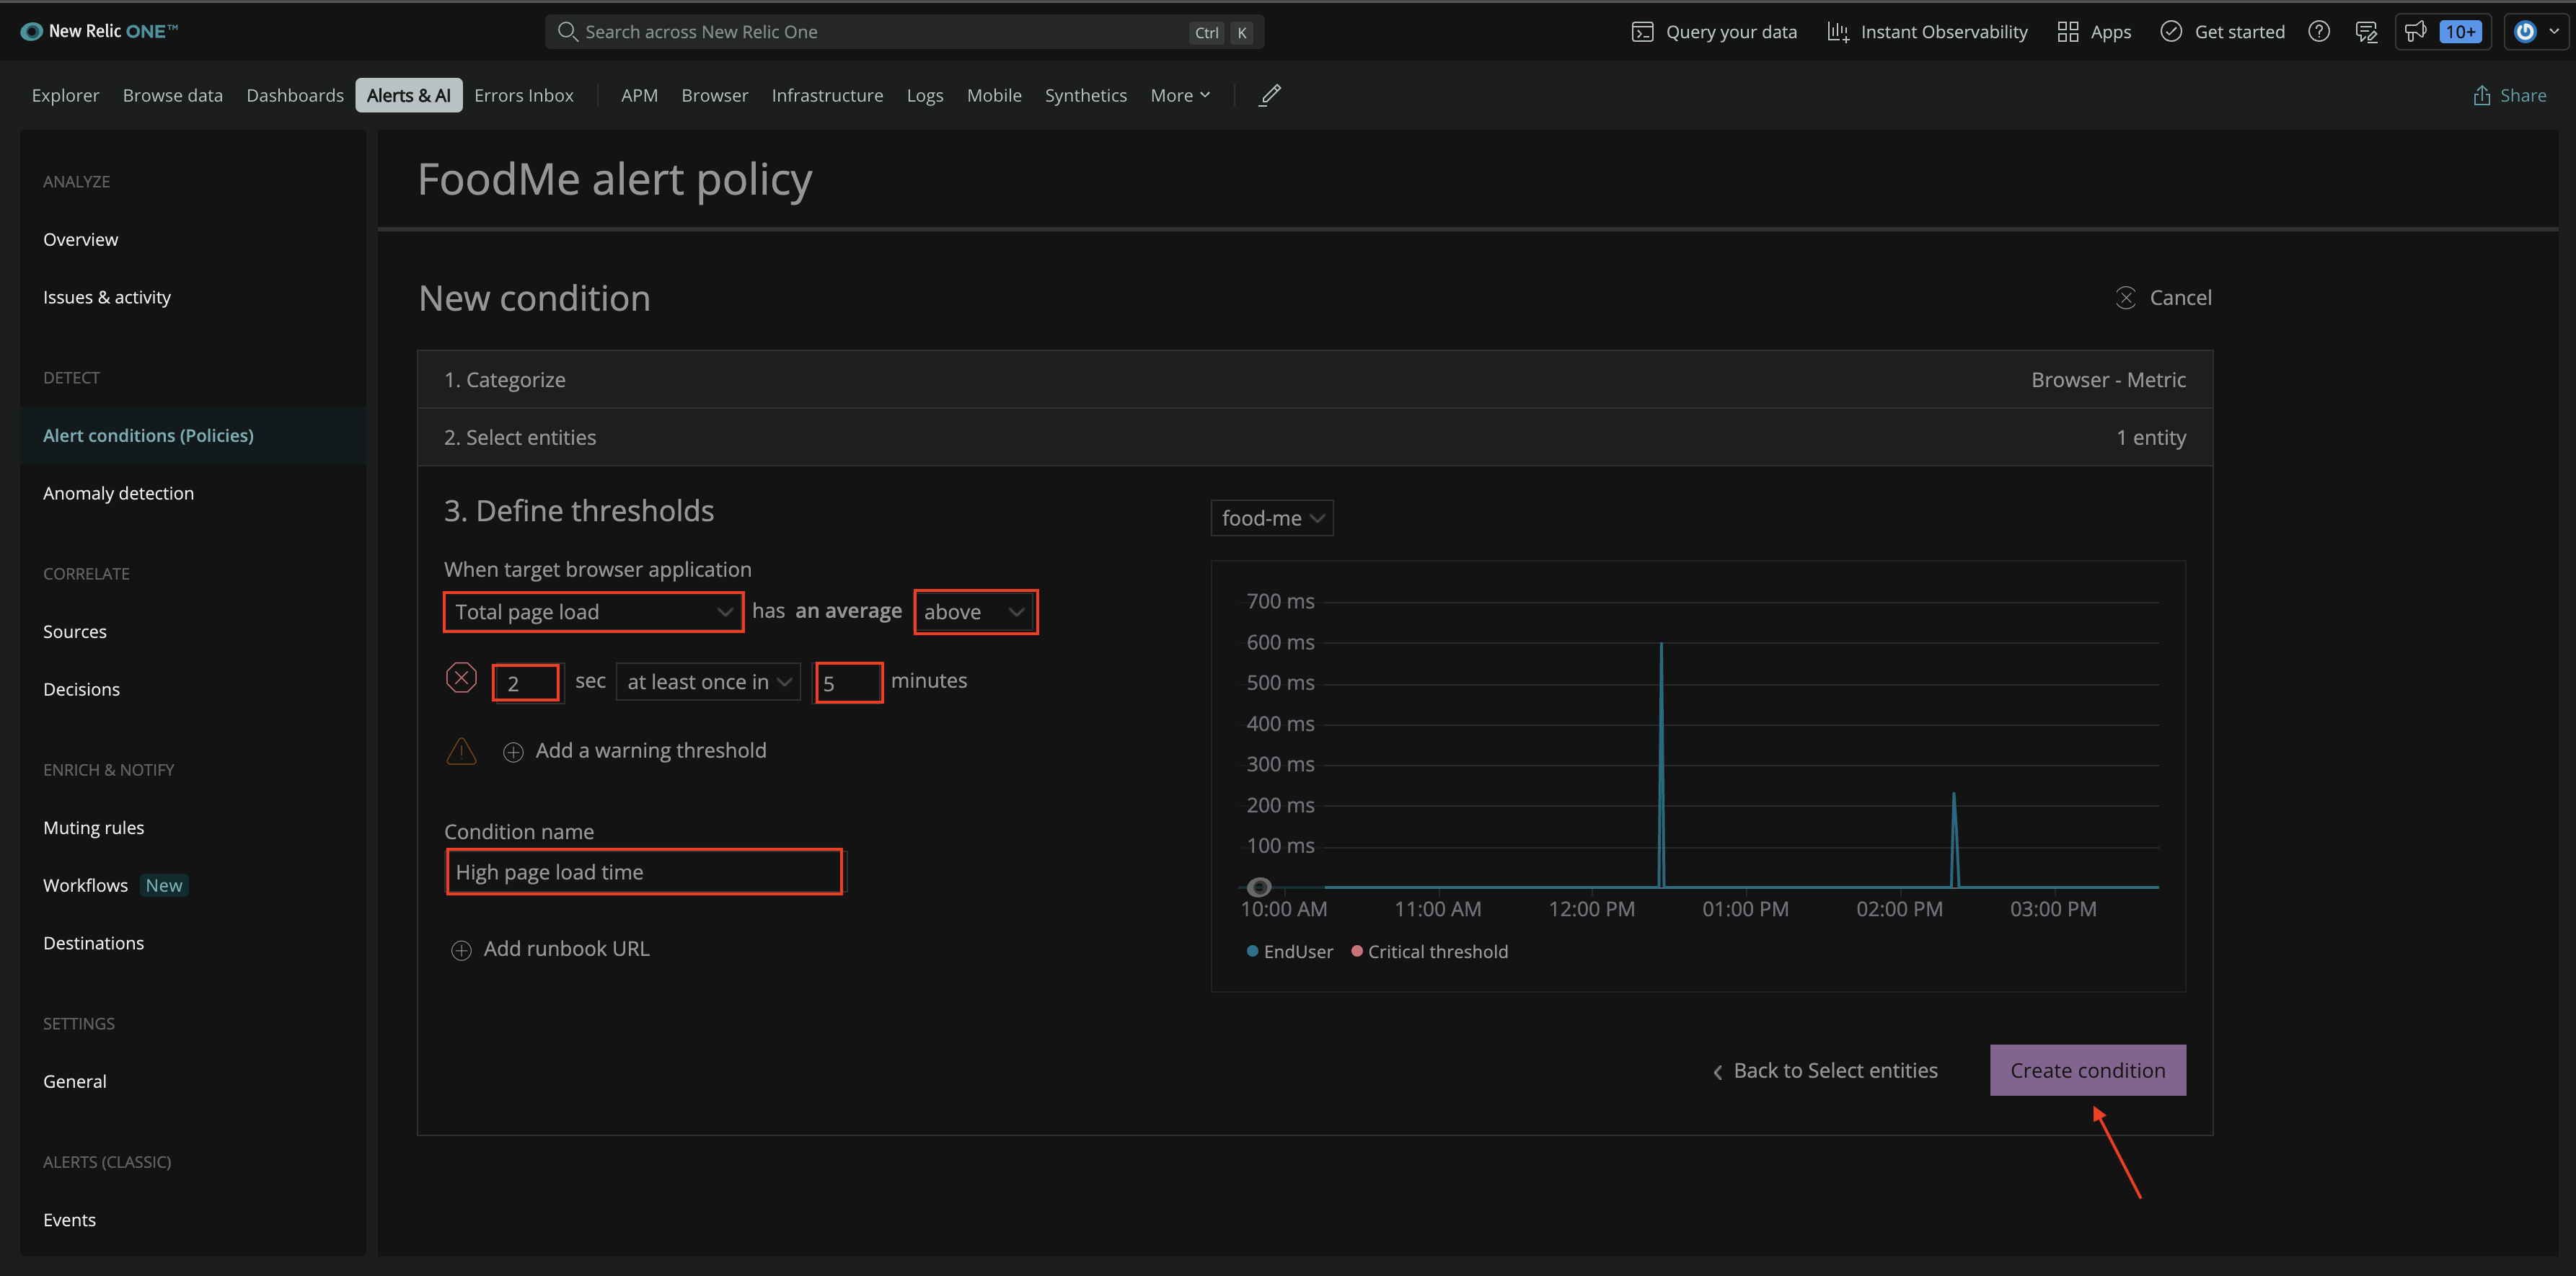 New Relic ONE™
Search across New Relic One
Ctrl K
Query your data
Instant Observability
Apps
Get started
10+
Explorer
Browse data
Dashboards
Alerts & AI
Errors Inbox
APM
Browser
Infrastructure
Logs
Mobile
Synthetics
More
Share
ANALYZE
Overview
Issues & activity
DETECT
Alert conditions (Policies)
Anomaly detection
CORRELATE
Sources
Decisions
ENRICH & NOTIFY
Muting rules
Workflows New
Destinations
SETTINGS
General
ALERTS (CLASSIC)
Events
FoodMe alert policy
New condition
Cancel
1. Categorize
Browser - Metric
2. Select entities
1 entity
3. Define thresholds
When target browser application
Total page load has an average above
2 sec at least once in 5 minutes
Add a warning threshold
Condition name
High page load time
Add runbook URL
food-me
700 ms
600 ms
500 ms
400 ms
300 ms
200 ms
100 ms
10:00 AM 11:00 AM 12:00 PM 01:00 PM 02:00 PM 03:00 PM
EndUser Critical threshold
Back to Select entities
Create condition